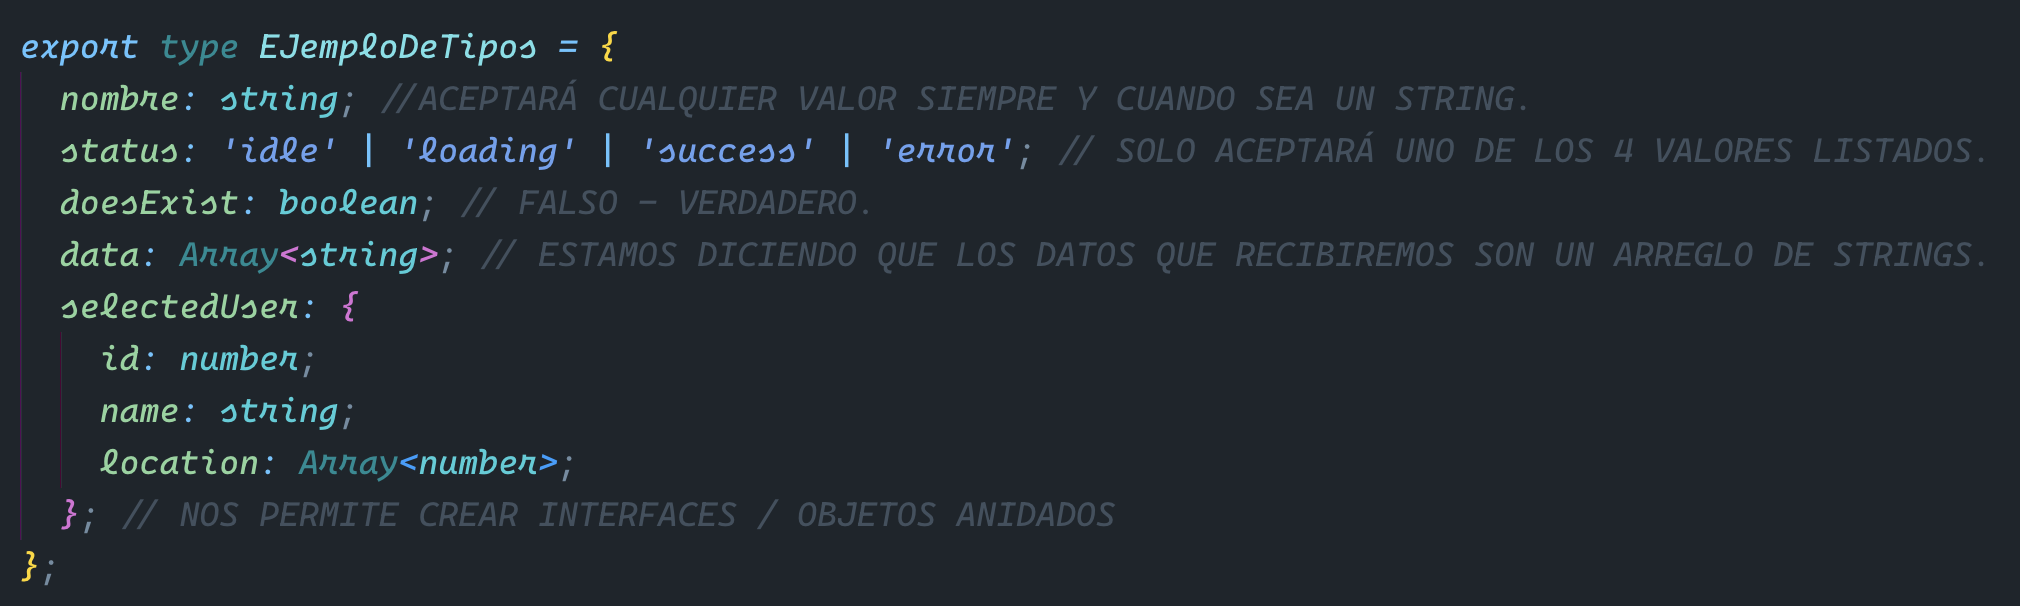 export type EJemploDeTipos = {
nombre: string; //ACEPTARÁ CUALQUIER VALOR SIEMPRE Y CUANDO SEA UN STRING.
status: 'idle' | 'loading' | 'success' | 'error'; // SOLO ACEPTARÁ UNO DE LOS 4 VALORES LISTADOS.
doesExist: boolean; // FALSO - VERDADERO.
data: Array<string>; // ESTAMOS DICIENDO QUE LOS DATOS QUE RECIBIREMOS SON UN ARREGLO DE STRINGS.
selectedUser: {
id: number;
name: string;
location: Array<number>;
}; // NOS PERMITE CREAR INTERFACES / OBJETOS ANIDADOS
};